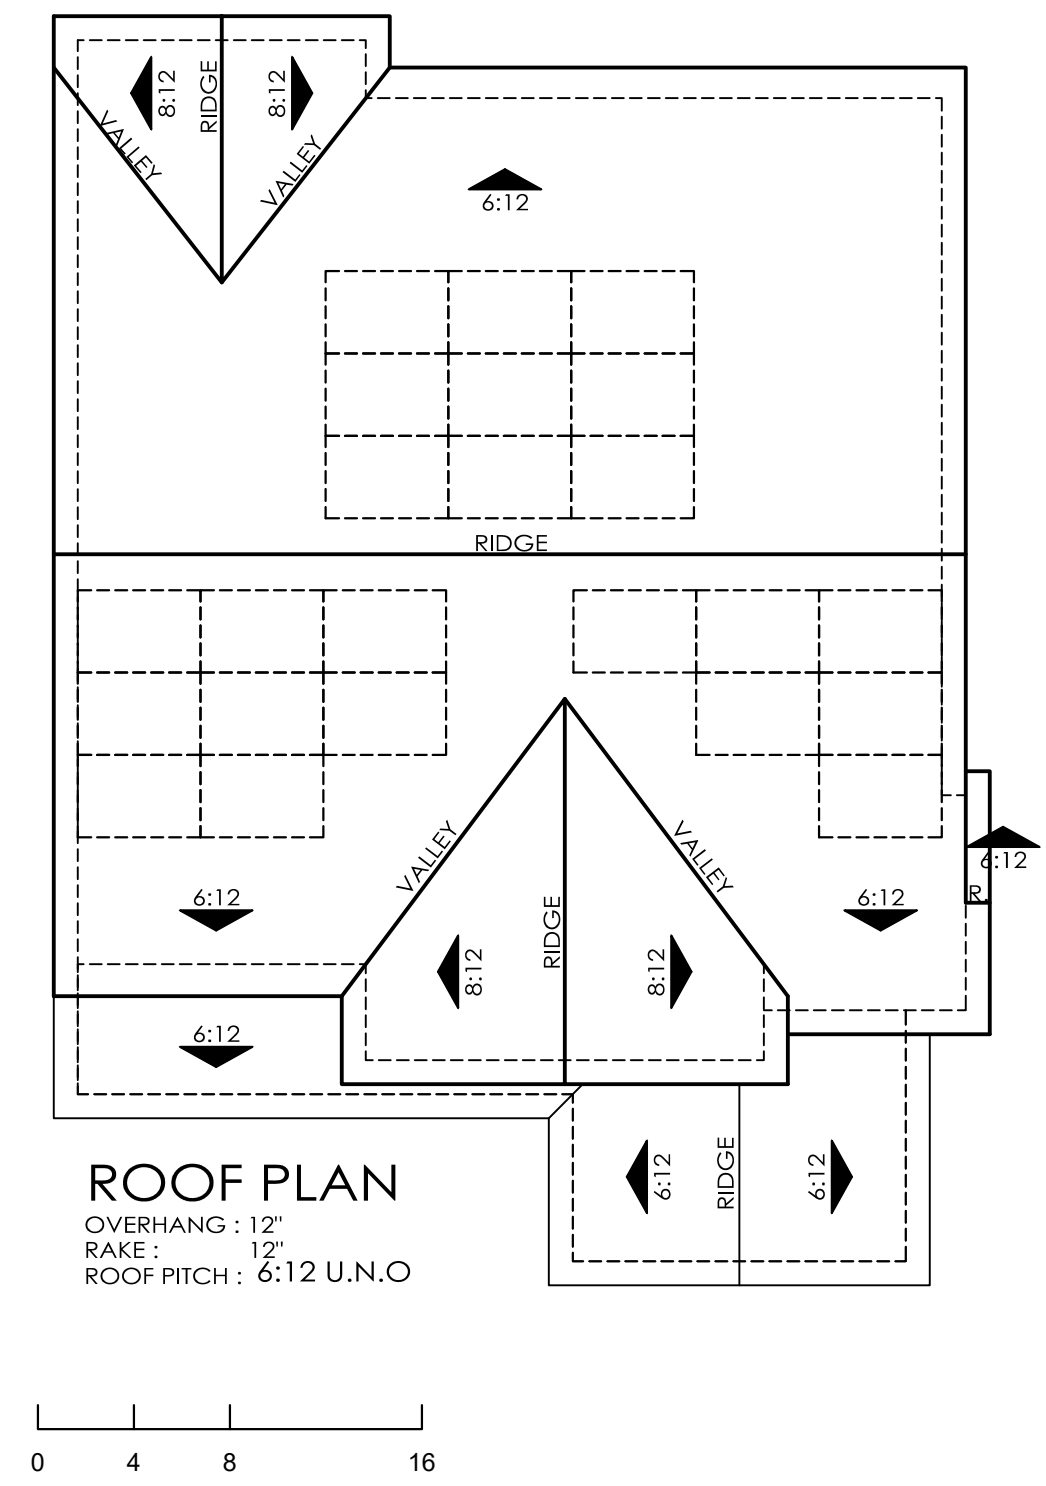 8:12
RIDGE
8:12
VALLEY
VALLEY
6:12
RIDGE
VALLEY
VALLEY
6:12
R.
6:12
6:12
RIDGE
8:12
8:12
6:12
6:12
RIDGE
6:12
ROOF PLAN
OVERHANG : 12"
RAKE : 12"
ROOF PITCH : 6:12 U.N.O
0 4 8 16